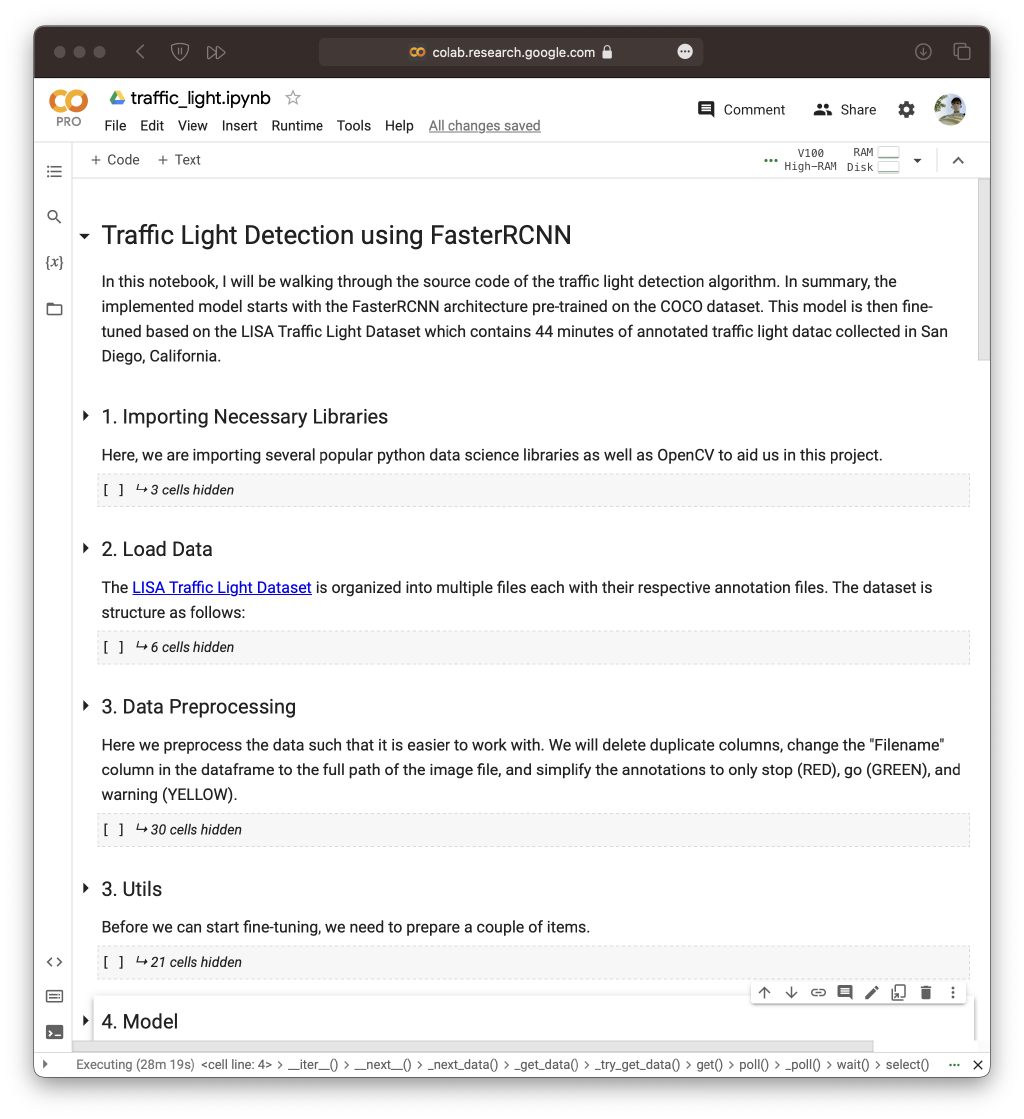 colab.research.google.com
PRO
traffic_light.ipynb
Comment
Share
File Edit View Insert Runtime Tools Help All changes saved
+ Code + Text
V100
High-RAM
RAM
Disk
Traffic Light Detection using FasterRCNN
In this notebook, I will be walking through the source code of the traffic light detection algorithm. In summary, the
implemented model starts with the FasterRCNN architecture pre-trained on the COCO dataset. This model is then fine-
tuned based on the LISA Traffic Light Dataset which contains 44 minutes of annotated traffic light datac collected in San
Diego, California.
1. Importing Necessary Libraries
Here, we are importing several popular python data science libraries as well as OpenCV to aid us in this project.
[ ] ↳ 3 cells hidden
2. Load Data
The LISA Traffic Light Dataset is organized into multiple files each with their respective annotation files. The dataset is
structure as follows:
[ ] ↳ 6 cells hidden
3. Data Preprocessing
Here we preprocess the data such that it is easier to work with. We will delete duplicate columns, change the "Filename"
column in the dataframe to the full path of the image file, and simplify the annotations to only stop (RED), go (GREEN), and
warning (YELLOW).
[ ] ↳ 30 cells hidden
3. Utils
Before we can start fine-tuning, we need to prepare a couple of items.
[ ] ↳ 21 cells hidden
4. Model
Executing (28m 19s) <cell line: 4> > __iter__() > __next__() > _next_data() > _get_data() > _try_get_data() > get() > poll() > _poll() > wait() > select()